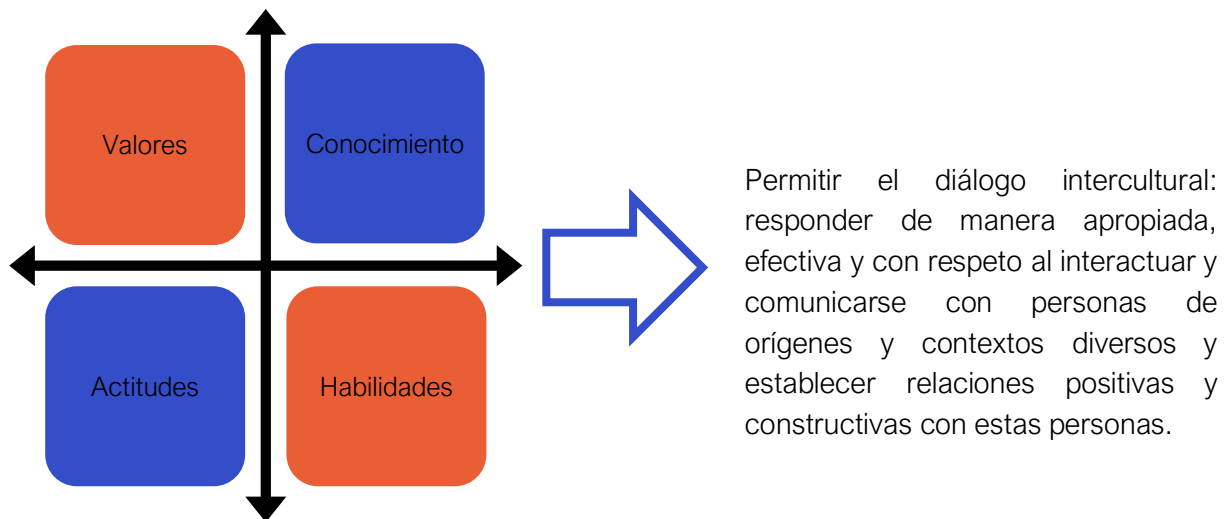 Valores
Conocimiento
Actitudes
Habilidades
Permitir el diálogo intercultural:
responder de manera apropiada,
efectiva y con respeto al interactuar y
comunicarse con personas de
orígenes y contextos diversos y
establecer relaciones positivas y
constructivas con estas personas.